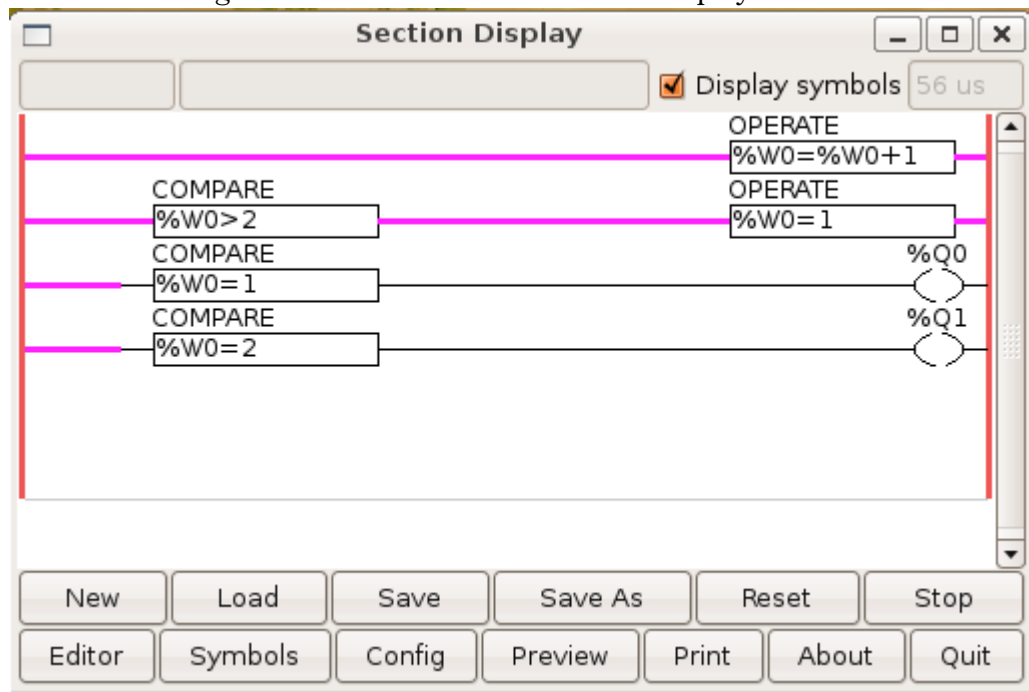 Section Display
Display symbols 56 us
OPERATE
%W0=%W0+1
COMPARE OPERATE
%W0>2 %W0=1
COMPARE %Q0
%W0=1
COMPARE %Q1
%W0=2
New Load Save Save As Reset Stop
Editor Symbols Config Preview Print About Quit